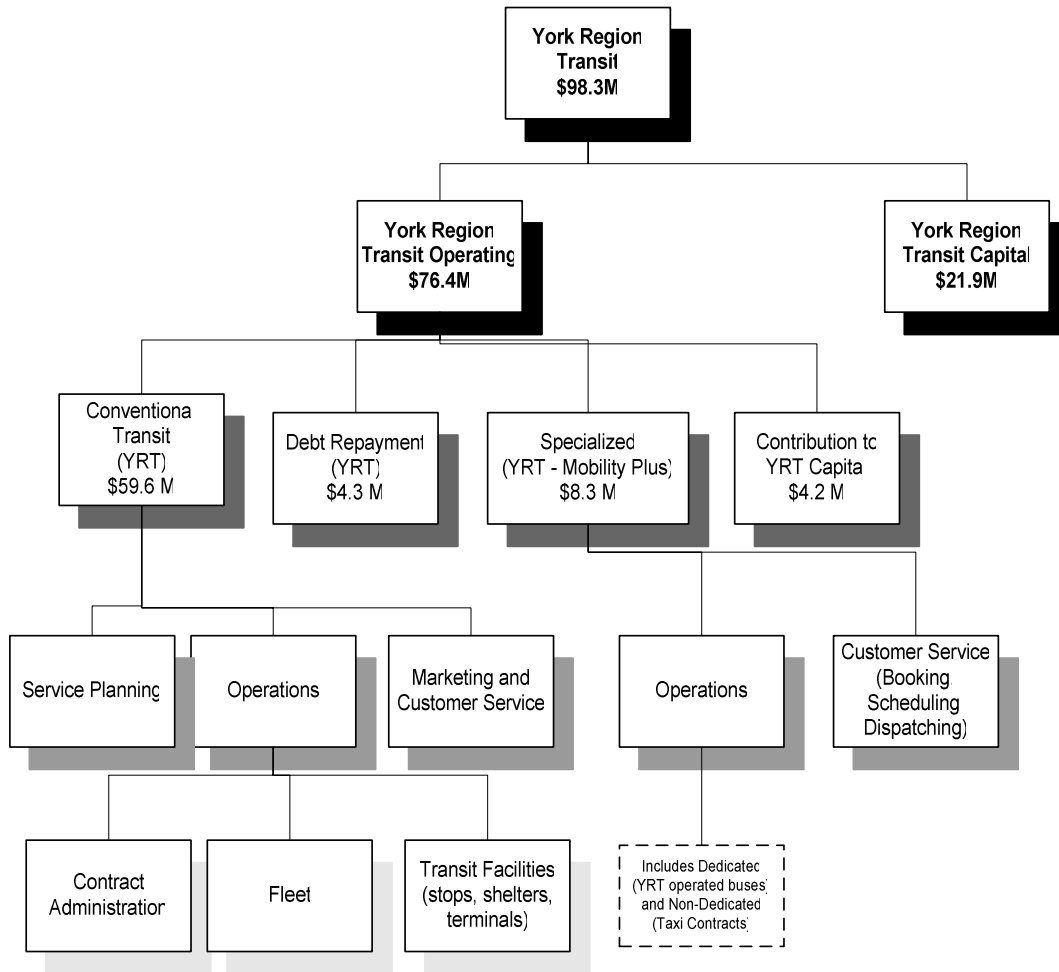 York Region
Transit
$98.3M
York Region
Transit Operating
$76.4M
York Region
Transit Capital
$21.9M
Conventiona
Transit
(YRT)
$59.6 M
Debt Repayment
(YRT)
$4.3 M
Specialized
(YRT - Mobility Plus)
$8.3 M
Contribution to
YRT Capita
$4.2 M
Service Planning
Operations
Marketing and
Customer Service
Operations
Customer Service
(Booking
Scheduling
Dispatching)
Contract
Administration
Fleet
Transit Facilities
(stops, shelters,
terminals)
Includes Dedicated
(YRT operated buses)
and Non-Dedicated
(Taxi Contracts)